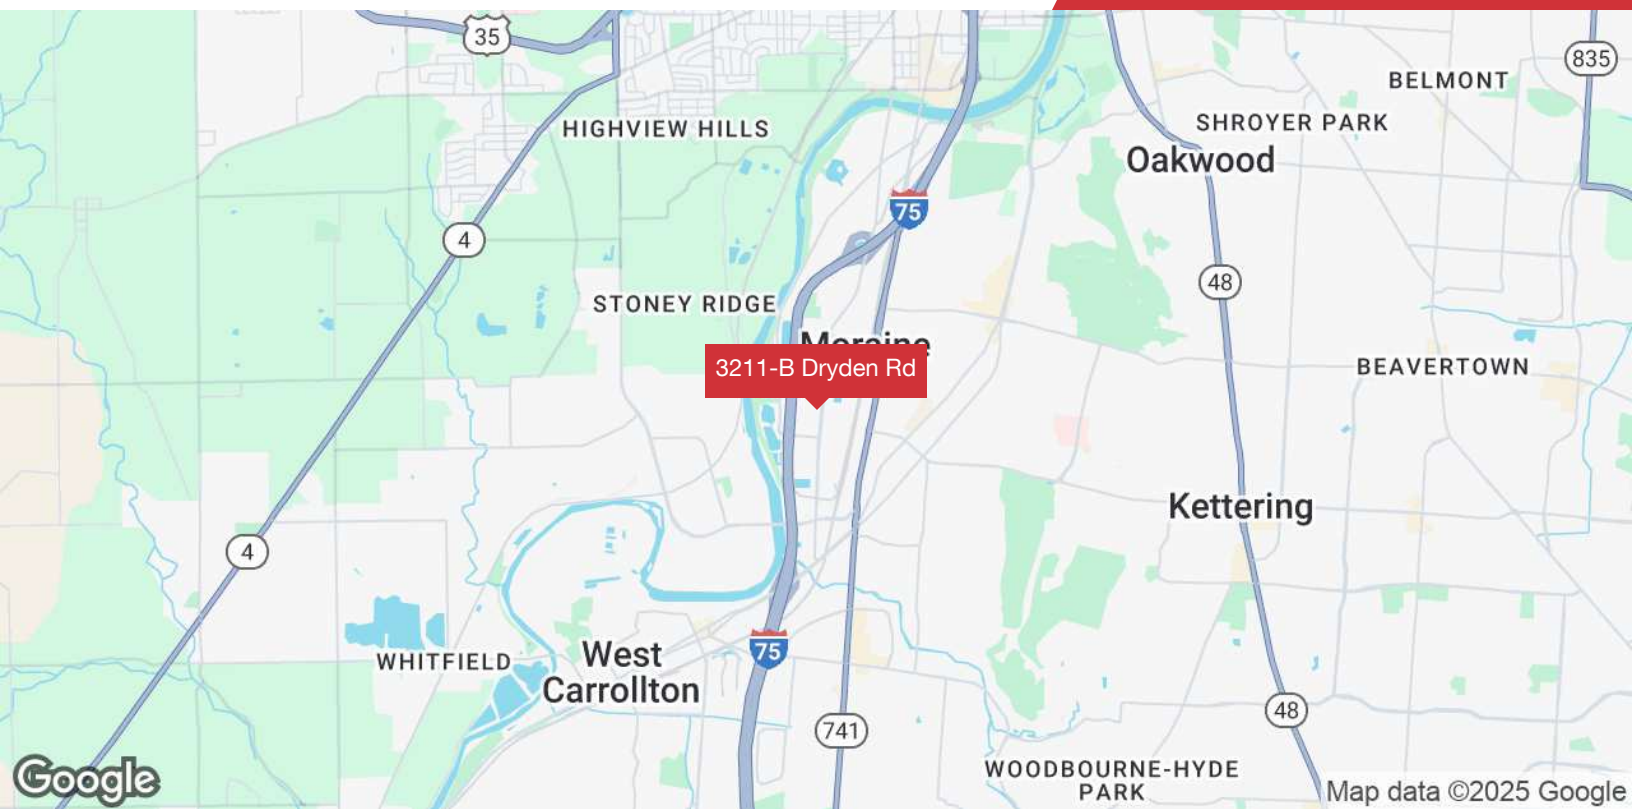 35
835
BELMONT
HIGHVIEW HILLS
SHROYER PARK
Oakwood
75
4
48
STONEY RIDGE
Moraine
3211-B Dryden Rd
BEAVERTOWN
Kettering
4
West
Carrollton
WHITFIELD
75
48
741
WOODBOURNE-HYDE
PARK
Google
Map data ©2025 Google